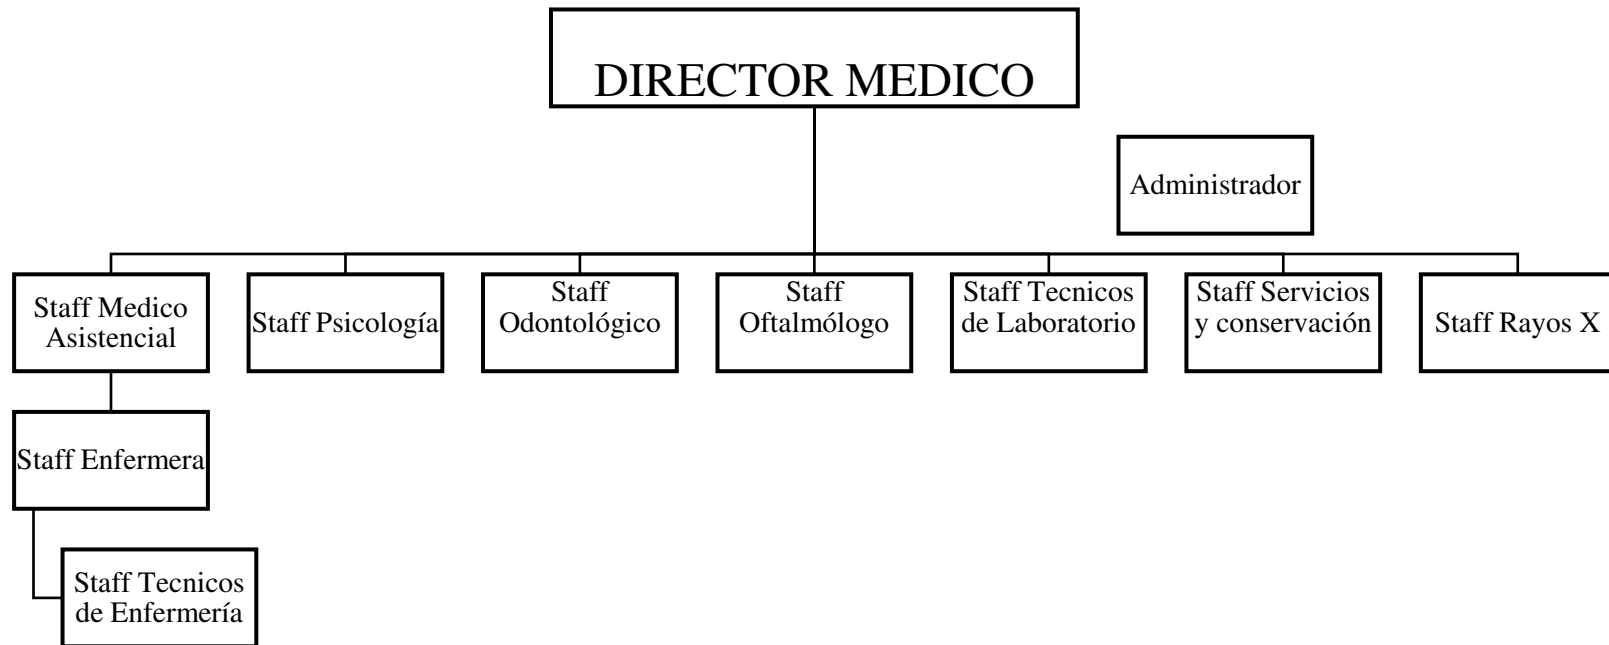 DIRECTOR MEDICO
Administrador
Staff Medico
Asistencial
Staff Psicología
Staff
Odontológico
Staff
Oftalmólogo
Staff Tecnicos
de Laboratorio
Staff Servicios
y conservación
Staff Rayos X
Staff Enfermera
Staff Tecnicos
de Enfermería